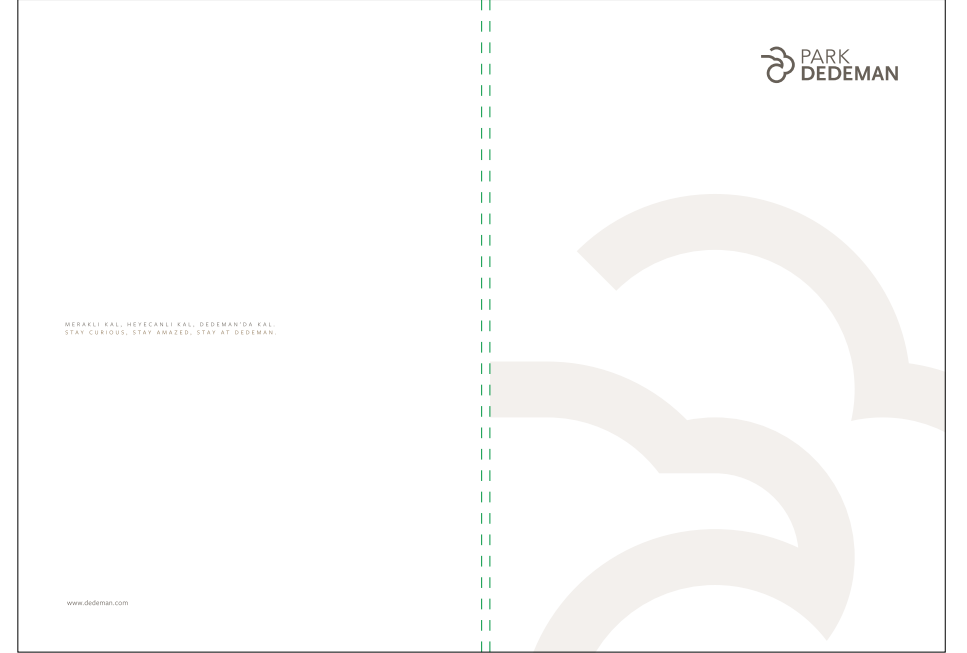 PARK
DEDEMAN
MERAKLI KAL, HEYECANLI KAL, DEDEMAN'DA KAL.
STAY CURIOUS, STAY AMAZED, STAY AT DEDEMAN.
www.dedeman.com